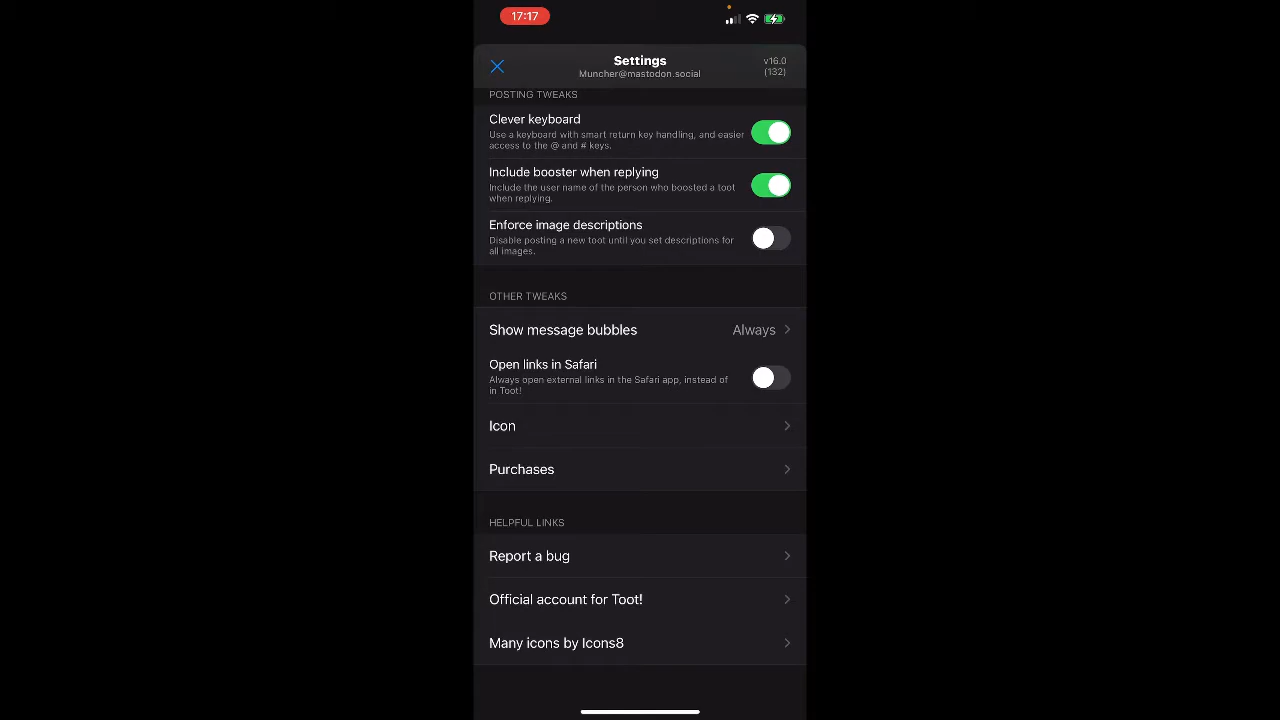 17:17
Settings
Muncher@mastodon.social
v16.0
(132)
POSTING TWEAKS
Clever keyboard
Use a keyboard with smart return key handling, and easier
access to the @ and # keys.
Include booster when replying
Include the user name of the person who boosted a toot
when replying.
Enforce image descriptions
Disable posting a new toot until you set descriptions for
all images.
OTHER TWEAKS
Show message bubbles Always
Open links in Safari
Always open external links in the Safari app, instead of
in Toot!
Icon
Purchases
HELPFUL LINKS
Report a bug
Official account for Toot!
Many icons by Icons8